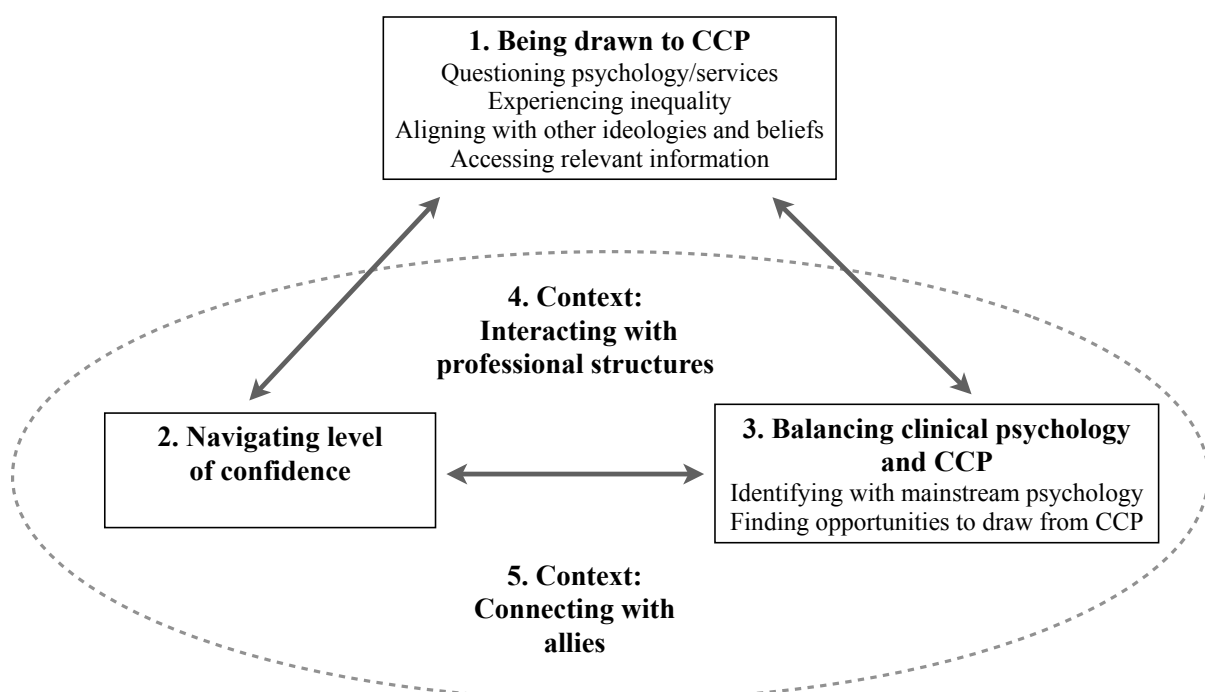 1. Being drawn to CCP
Questioning psychology/services
Experiencing inequality
Aligning with other ideologies and beliefs
Accessing relevant information
4. Context:
Interacting with
professional structures
2. Navigating level
of confidence
3. Balancing clinical psychology
and CCP
Identifying with mainstream psychology
Finding opportunities to draw from CCP
5. Context:
Connecting with
allies